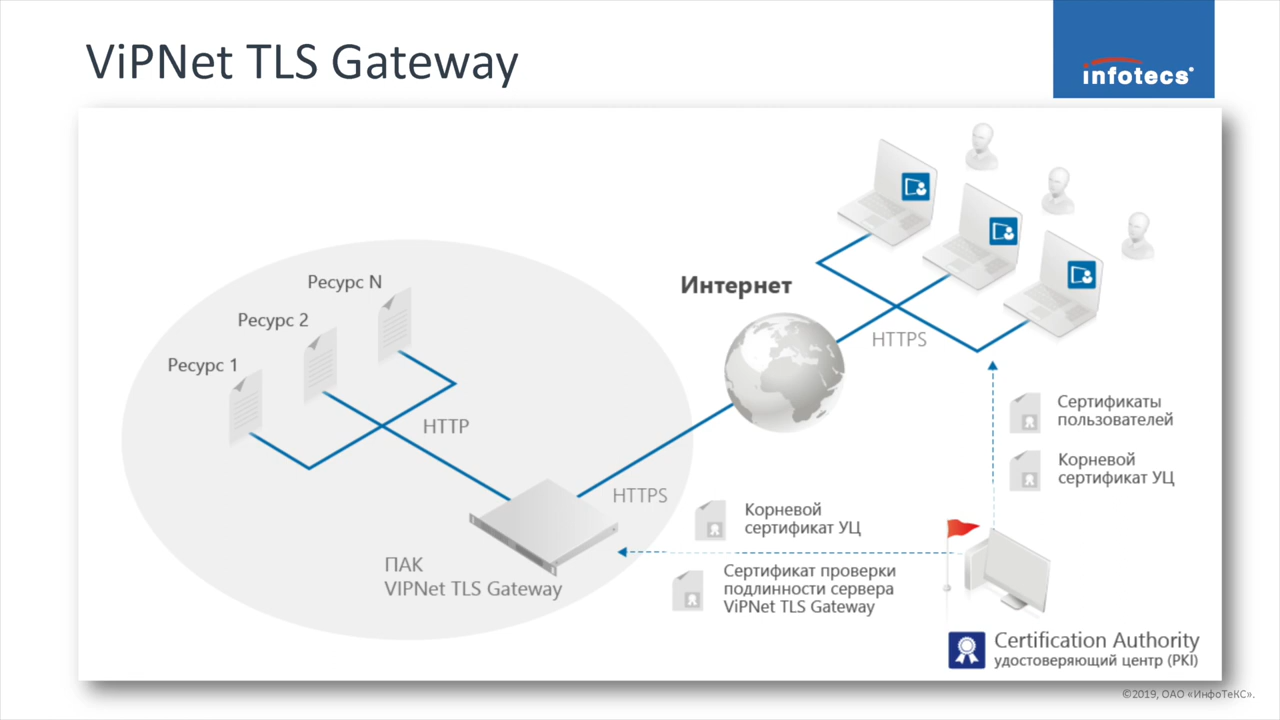 ViPNet TLS Gateway
infotecs
Ресурс N
Ресурс 2
Ресурс 1
HTTP
HTTPS
ПАК
VIPNet TLS Gateway
Интернет
HTTPS
Сертификаты
пользователей
Корневой
сертификат УЦ
Корневой
сертификат УЦ
Сертификат проверки
подлинности сервера
ViPNet TLS Gateway
Certification Authority
удостоверяющий центр (PKI)
©2019, ОАО «ИнфоТеКС».